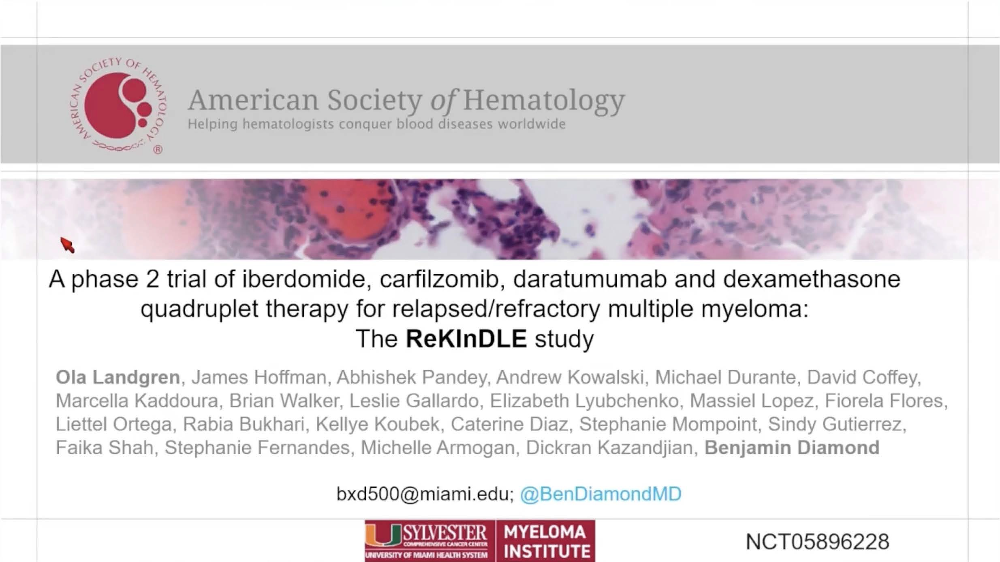 AMERICAN SOCIETY OF HEMATOLOGY
®
American Society of Hematology
Helping hematologists conquer blood diseases worldwide
A phase 2 trial of iberdomide, carfilzomib, daratumumab and dexamethasone
quadruplet therapy for relapsed/refractory multiple myeloma:
The ReKInDLE study
Ola Landgren, James Hoffman, Abhishek Pandey, Andrew Kowalski, Michael Durante, David Coffey,
Marcella Kaddoura, Brian Walker, Leslie Gallardo, Elizabeth Lyubchenko, Massiel Lopez, Fiorela Flores,
Liettel Ortega, Rabia Bukhari, Kellye Koubek, Caterine Diaz, Stephanie Mompoint, Sindy Gutierrez,
Faika Shah, Stephanie Fernandes, Michelle Armogan, Dickran Kazandjian, Benjamin Diamond
bxd500@miami.edu; @BenDiamondMD
SYLVESTER
COMPREHENSIVE CANCER CENTER
UNIVERSITY OF MIAMI HEALTH SYSTEM
MYELOMA
INSTITUTE
NCT05896228